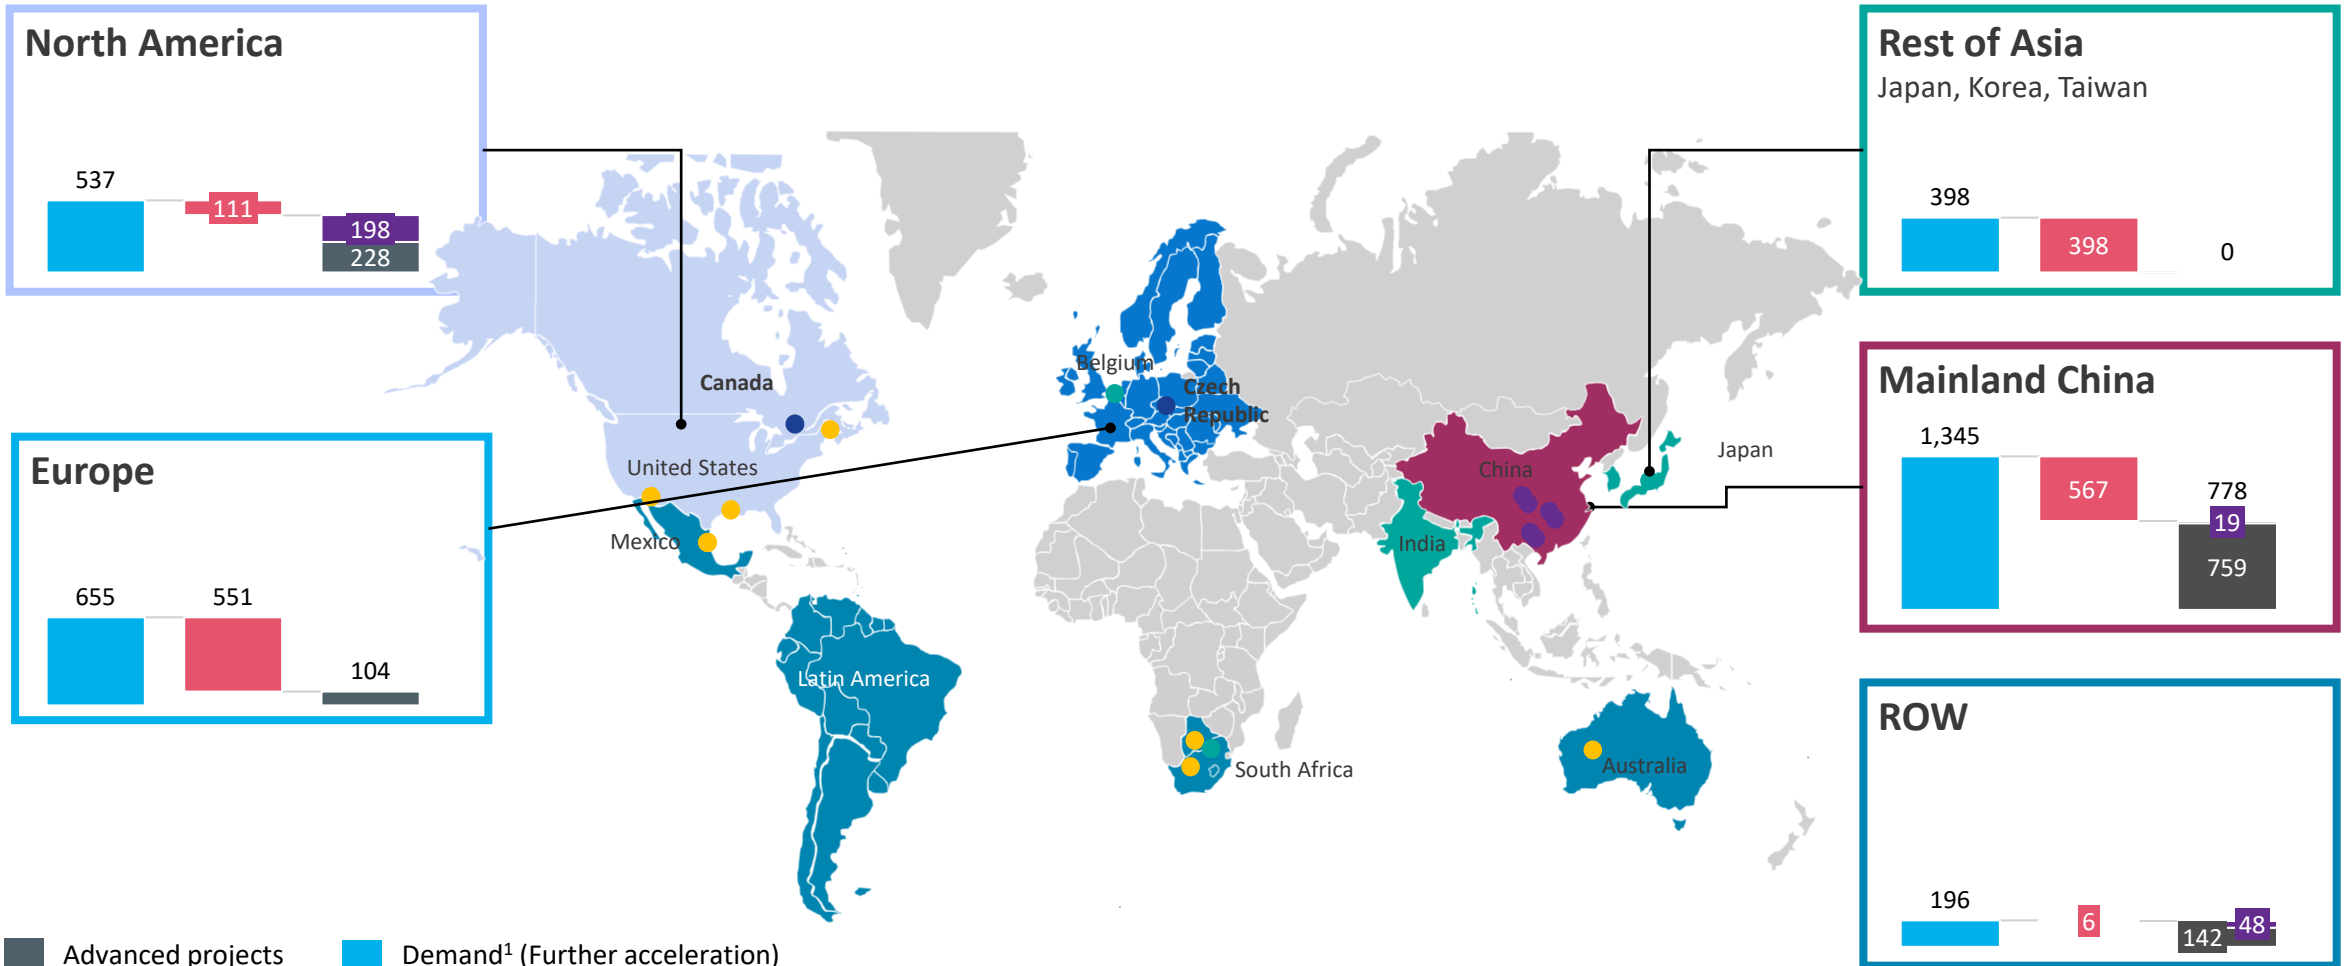 North America
537
111
198
228
Rest of Asia
Japan, Korea, Taiwan
398
398
0
Canada
Belgium
Czech
Republic
Europe
655
551
104
United States
Mexico
Latin America
South Africa
China
India
Japan
Australia
Mainland China
1,345
567
778
19
759
ROW
196
6
142
48
Advanced projects
Demand¹ (Further acceleration)